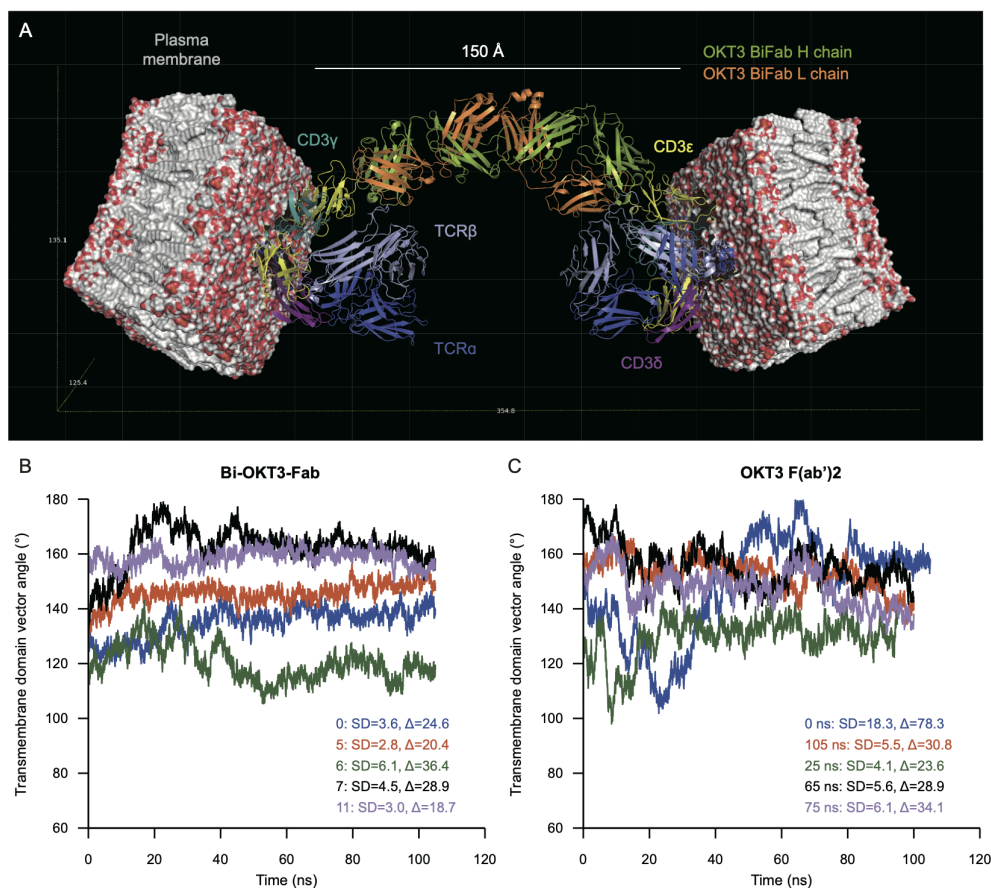 A
Plasma
membrane
150 Å
OKT3 BiFab H chain
OKT3 BiFab L chain
CD3γ
CD3ε
TCRβ
TCRα
CD3δ
135.1
125.4
354.8
B
Bi-OKT3-Fab
Transmembrane domain vector angle (°)
180
160
140
120
100
80
60
0: SD=3.6, Δ=24.6
5: SD=2.8, Δ=20.4
6: SD=6.1, Δ=36.4
7: SD=4.5, Δ=28.9
11: SD=3.0, Δ=18.7
0 20 40 60 80 100 120
Time (ns)
C
OKT3 F(ab’)2
Transmembrane domain vector angle (°)
180
160
140
120
100
80
60
0 ns: SD=18.3, Δ=78.3
105 ns: SD=5.5, Δ=30.8
25 ns: SD=4.1, Δ=23.6
65 ns: SD=5.6, Δ=28.9
75 ns: SD=6.1, Δ=34.1
0 20 40 60 80 100 120
Time (ns)